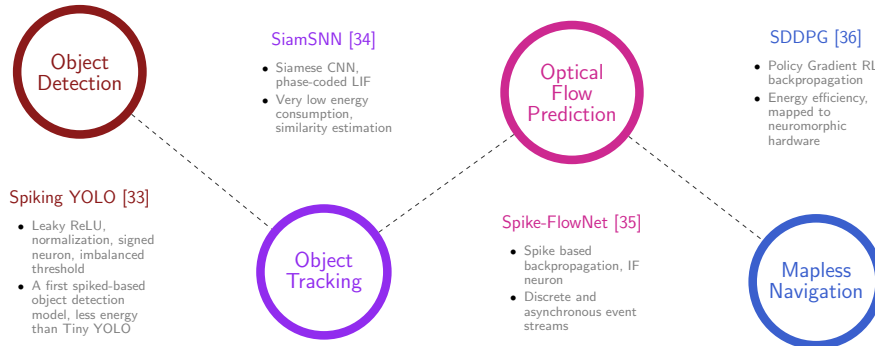 Object
Detection
Spiking YOLO [33]
• Leaky ReLU,
normalization, signed
neuron, imbalanced
threshold
• A first spiked-based
object detection
model, less energy
than Tiny YOLO
SiamSNN [34]
• Siamese CNN,
phase-coded LIF
• Very low energy
consumption,
similarity estimation
Object
Tracking
Optical
Flow
Prediction
Spike-FlowNet [35]
• Spike based
backpropagation, IF
neuron
• Discrete and
asynchronous event
streams
SDDPG [36]
• Policy Gradient RL
backpropagation
• Energy efficiency,
mapped to
neuromorphic
hardware
Mapless
Navigation